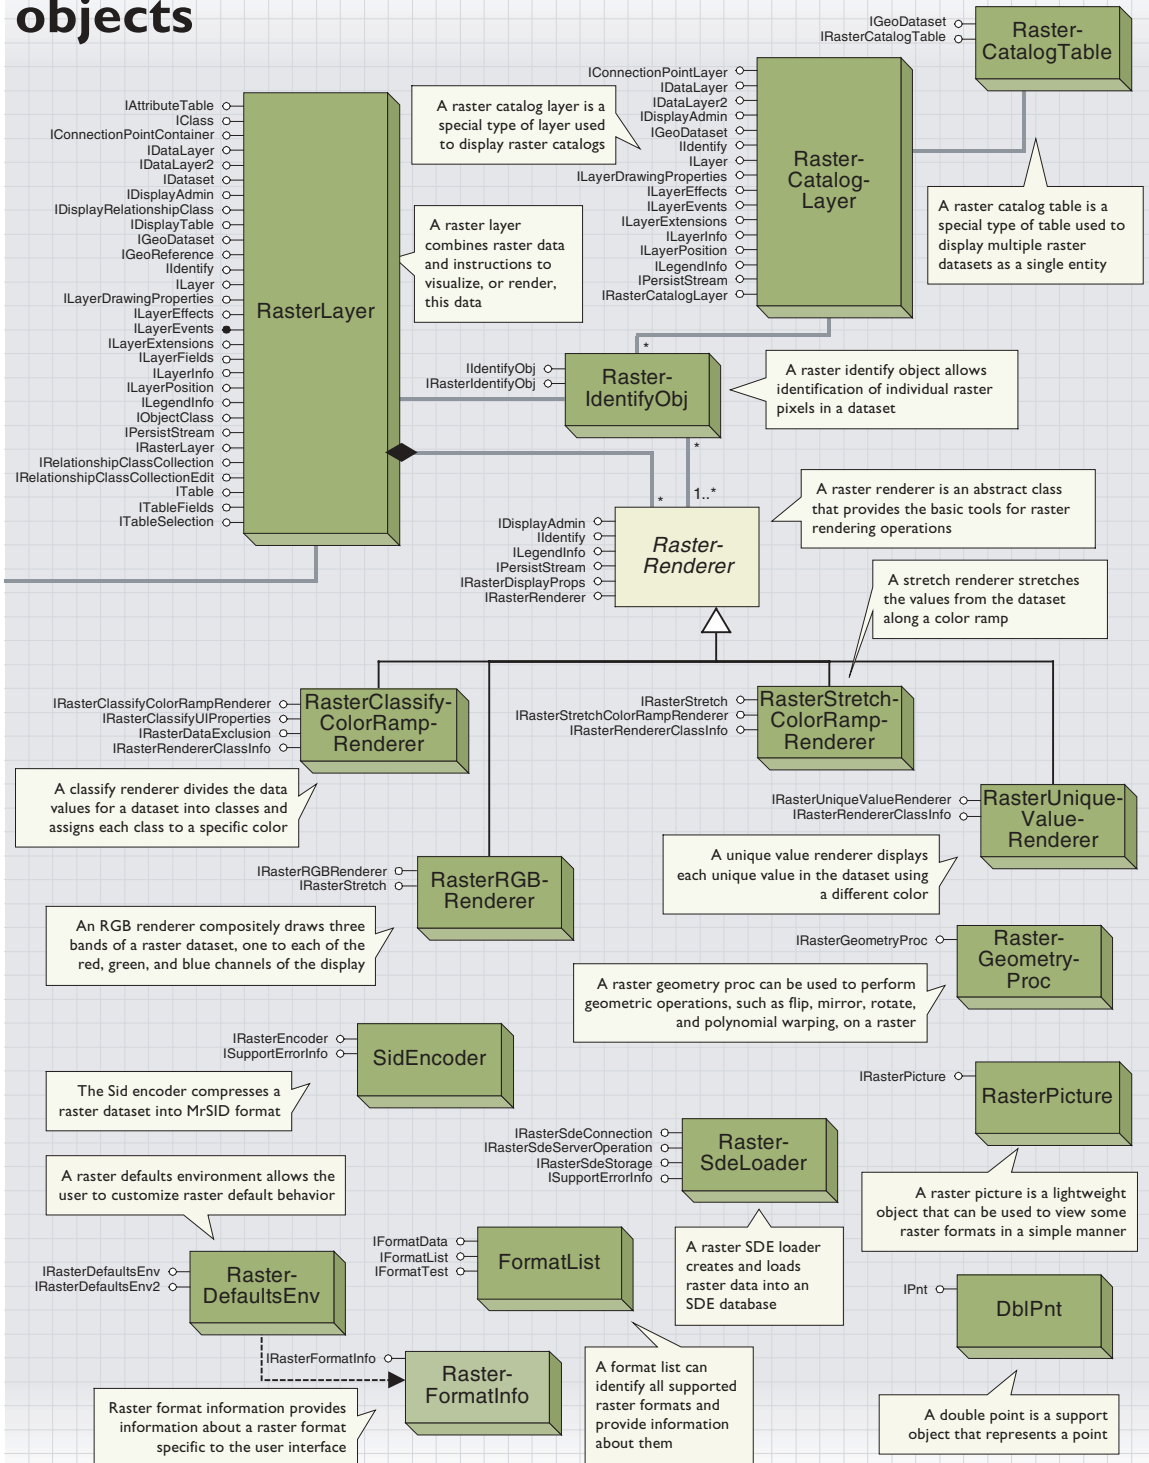 objects
IGeoDataset
IRasterCatalogTable
Raster-
CatalogTable
IConnectionPointLayer
IDataLayer
IDataLayer2
IDisplayAdmin
IGeoDataset
IIdentify
ILayer
ILayerDrawingProperties
ILayerEffects
ILayerEvents
ILayerExtensions
ILayerInfo
ILayerPosition
ILegendInfo
IPersistStream
IRasterCatalogLayer
Raster-
Catalog-
Layer
A raster catalog layer is a
special type of layer used
to display raster catalogs
IAttributeTable
IClass
IConnectionPointContainer
IDataLayer
IDataLayer2
IDataset
IDisplayAdmin
IDisplayRelationshipClass
IDisplayTable
IGeoDataset
IGeoReference
IIdentify
ILayer
ILayerDrawingProperties
ILayerEffects
ILayerEvents
ILayerExtensions
ILayerFields
ILayerInfo
ILayerPosition
ILegendInfo
IObjectClass
IPersistStream
IRasterLayer
IRelationshipClassCollection
IRelationshipClassCollectionEdit
ITable
ITableFields
ITableSelection
RasterLayer
A raster layer
combines raster data
and instructions to
visualize, or render,
this data
A raster catalog table is a
special type of table used to
display multiple raster
datasets as a single entity
*
IIdentifyObj
IRasterIdentifyObj
Raster-
IdentifyObj
A raster identify object allows
identification of individual raster
pixels in a dataset
*
1..*
*
A raster renderer is an abstract class
that provides the basic tools for raster
rendering operations
IDisplayAdmin
IIdentify
ILegendInfo
IPersistStream
IRasterDisplayProps
IRasterRenderer
Raster-
Renderer
A stretch renderer stretches
the values from the dataset
along a color ramp
IRasterClassifyColorRampRenderer
IRasterClassifyUIProperties
IRasterDataExclusion
IRasterRendererClassInfo
RasterClassify-
ColorRamp-
Renderer
IRasterStretch
IRasterStretchColorRampRenderer
IRasterRendererClassInfo
RasterStretch-
ColorRamp-
Renderer
A classify renderer divides the data
values for a dataset into classes and
assigns each class to a specific color
IRasterUniqueValueRenderer
IRasterRendererClassInfo
RasterUnique-
Value-
Renderer
IRasterRGBRenderer
IRasterStretch
RasterRGB-
Renderer
A unique value renderer displays
each unique value in the dataset using
a different color
An RGB renderer compositely draws three
bands of a raster dataset, one to each of the
red, green, and blue channels of the display
IRasterGeometryProc
Raster-
Geometry-
Proc
A raster geometry proc can be used to perform
geometric operations, such as flip, mirror, rotate,
and polynomial warping, on a raster
IRasterEncoder
ISupportErrorInfo
SidEncoder
The Sid encoder compresses a
raster dataset into MrSID format
IRasterPicture
RasterPicture
IRasterSdeConnection
IRasterSdeServerOperation
IRasterSdeStorage
ISupportErrorInfo
Raster-
SdeLoader
A raster defaults environment allows the
user to customize raster default behavior
A raster picture is a lightweight
object that can be used to view some
raster formats in a simple manner
IRasterDefaultsEnv
IRasterDefaultsEnv2
Raster-
DefaultsEnv
IFormatData
IFormatList
IFormatTest
FormatList
A raster SDE loader
creates and loads
raster data into an
SDE database
IPnt
DblPnt
IRasterFormatInfo
Raster-
FormatInfo
Raster format information provides
information about a raster format
specific to the user interface
A format list can
identify all supported
raster formats and
provide information
about them
A double point is a support
object that represents a point